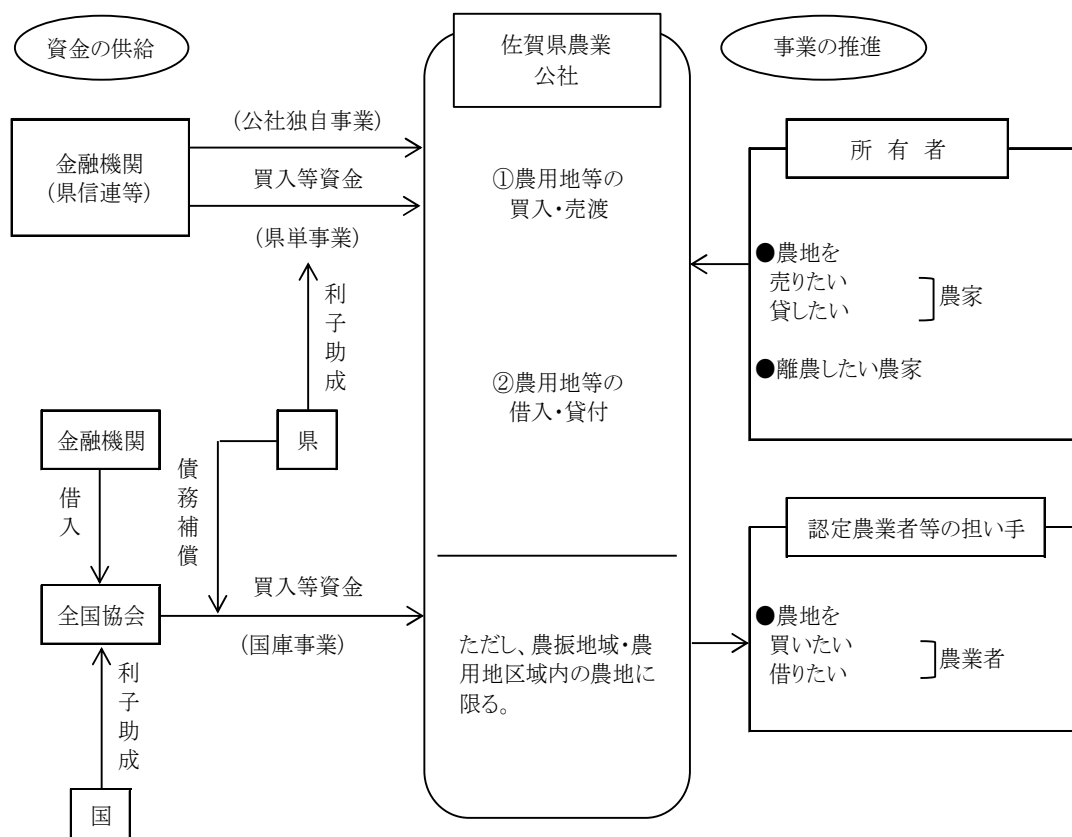 資金の供給
佐賀県農業
公社
事業の推進
金融機関
(県信連等)
(公社独自事業)
買入等資金
(県単事業)
利子助成
県
債務補償
金融機関
借入
全国協会
買入等資金
(国庫事業)
利子助成
国
①農用地等の
買入・売渡
②農用地等の
借入・貸付
ただし、農振地域・農
用地区域内の農地に
限る。
所 有 者
●農地を
売りたい
貸したい
農家
●離農したい農家
認定農業者等の担い手
●農地を
買いたい
借りたい
農業者